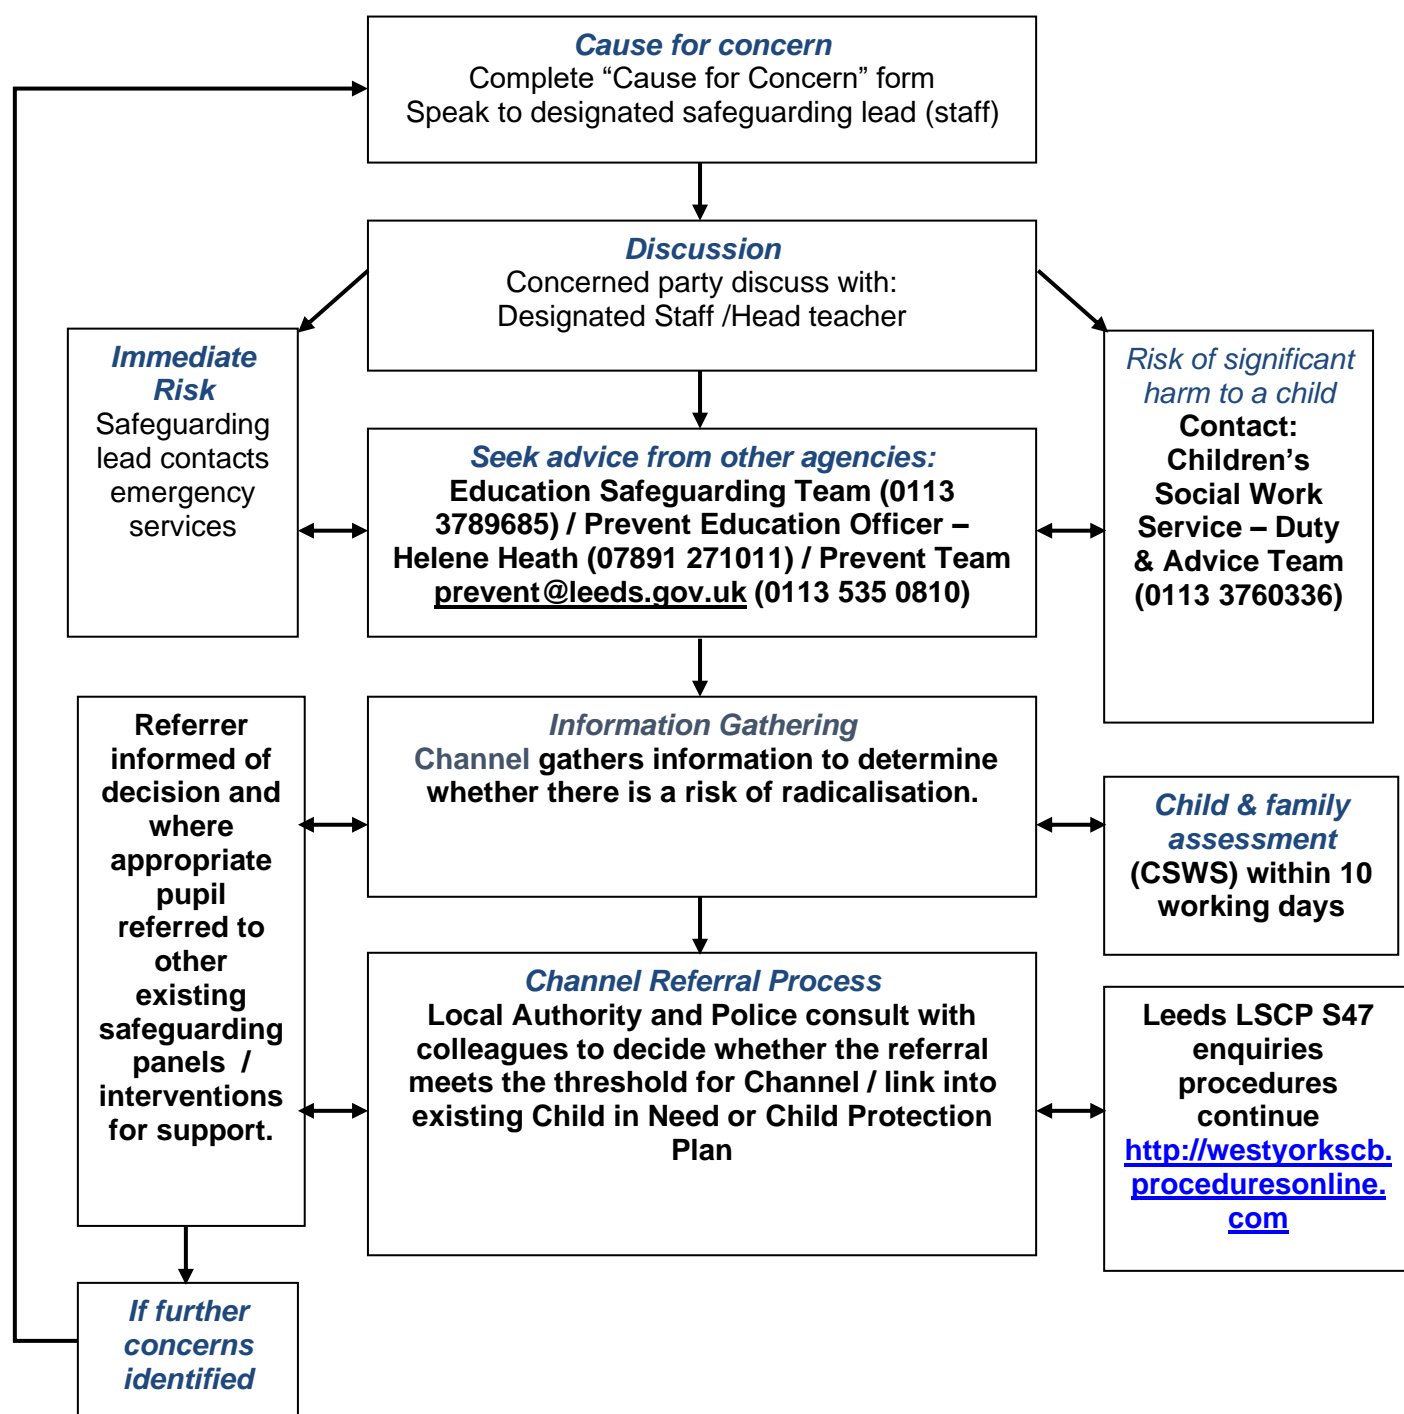 Cause for concern
Complete “Cause for Concern” form
Speak to designated safeguarding lead (staff)
Discussion
Concerned party discuss with:
Designated Staff /Head teacher
Immediate
Risk
Safeguarding
lead contacts
emergency
services
Seek advice from other agencies:
Education Safeguarding Team (0113
3789685) / Prevent Education Officer –
Helene Heath (07891 271011) / Prevent Team
prevent@leeds.gov.uk (0113 535 0810)
Risk of significant
harm to a child
Contact:
Children’s
Social Work
Service – Duty
& Advice Team
(0113 3760336)
Referrer
informed of
decision and
where
appropriate
pupil
referred to
other
existing
safeguarding
panels /
interventions
for support.
Information Gathering
Channel gathers information to determine
whether there is a risk of radicalisation.
Child & family
assessment
(CSWS) within 10
working days
Channel Referral Process
Local Authority and Police consult with
colleagues to decide whether the referral
meets the threshold for Channel / link into
existing Child in Need or Child Protection
Plan
Leeds LSCP S47
enquiries
procedures
continue
http://westyorkscb.
proceduresonline.
com
If further
concerns
identified